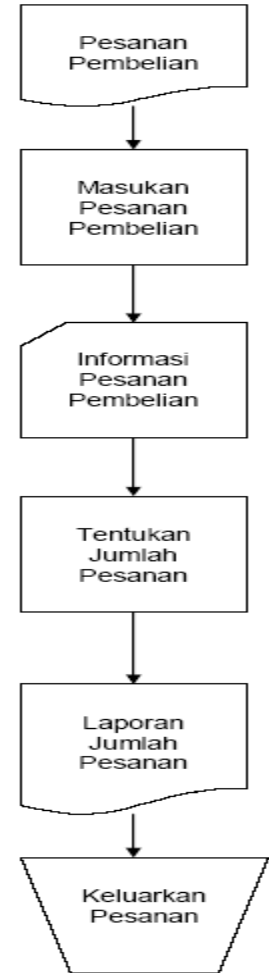 Pesanan
Pembelian
Masukan
Pesanan
Pembelian
Informasi
Pesanan
Pembelian
Tentukan
Jumlah
Pesanan
Laporan
Jumlah
Pesanan
Keluarkan
Pesanan